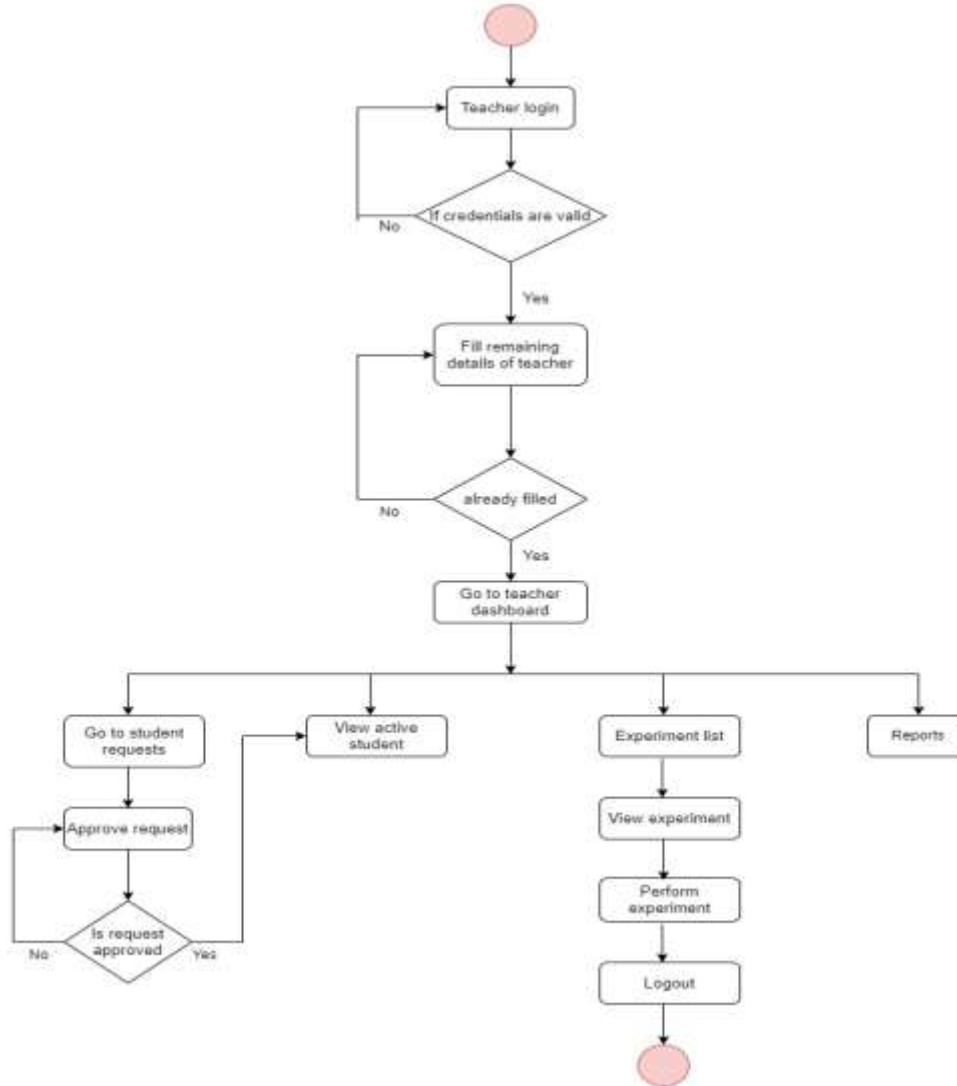 Teacher login
If credentials are valid
No
Yes
Fill remaining
details of teacher
already filled
No
Yes
Go to teacher
dashboard
Go to student
requests
View active
student
Experiment list
Reports
Approve request
View experiment
Is request
approved
No
Yes
Perform
experiment
Logout